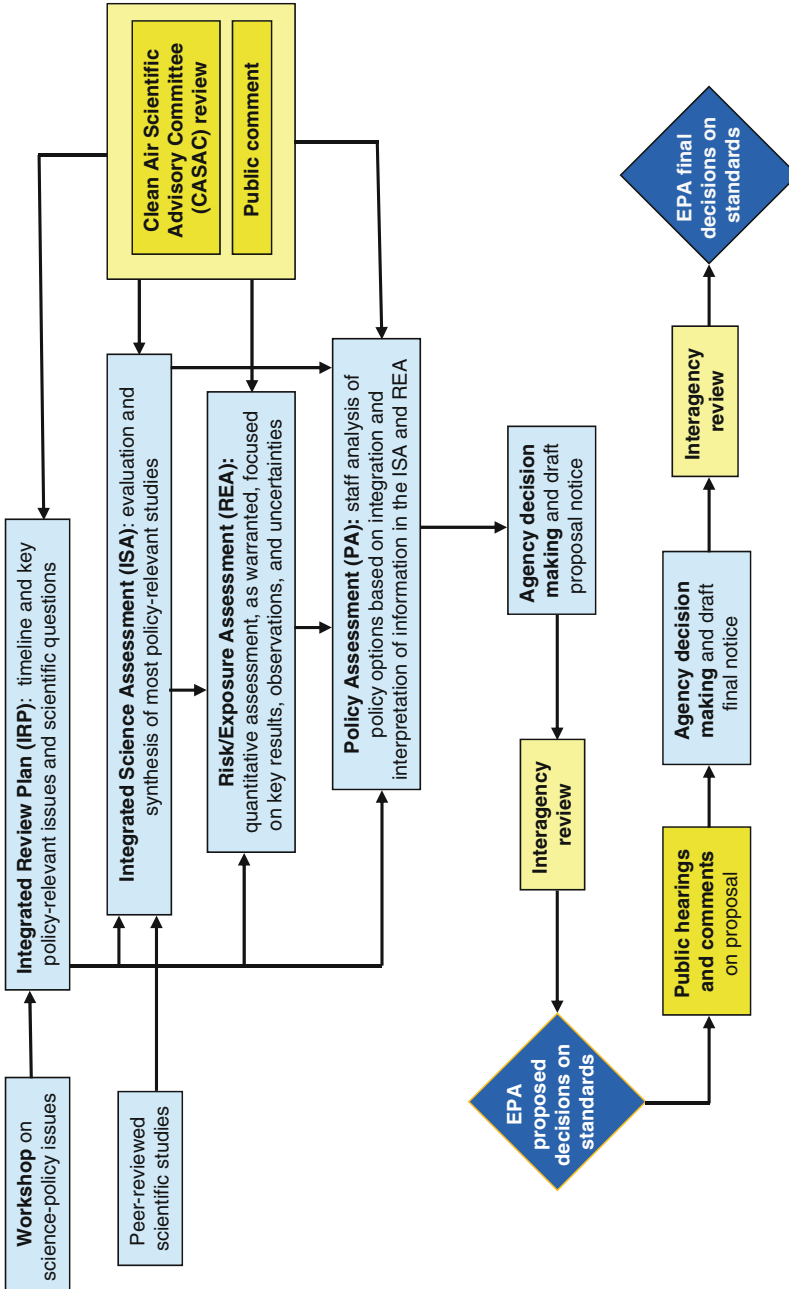 Workshop on
science-policy issues
Integrated Review Plan (IRP): timeline and key
policy-relevant issues and scientific questions
Clean Air Scientific
Advisory Committee
(CASAC) review
Public comment
Peer-reviewed
scientific studies
Integrated Science Assessment (ISA): evaluation and
synthesis of most policy-relevant studies
Risk/Exposure Assessment (REA):
quantitative assessment, as warranted, focused
on key results, observations, and uncertainties
Policy Assessment (PA): staff analysis of
policy options based on integration and
interpretation of information in the ISA and REA
Agency decision
making and draft
proposal notice
Interagency
review
EPA
proposed
decisions on
standards
Public hearings
and comments
on proposal
Agency decision
making and draft
final notice
Interagency
review
EPA final
decisions on
standards